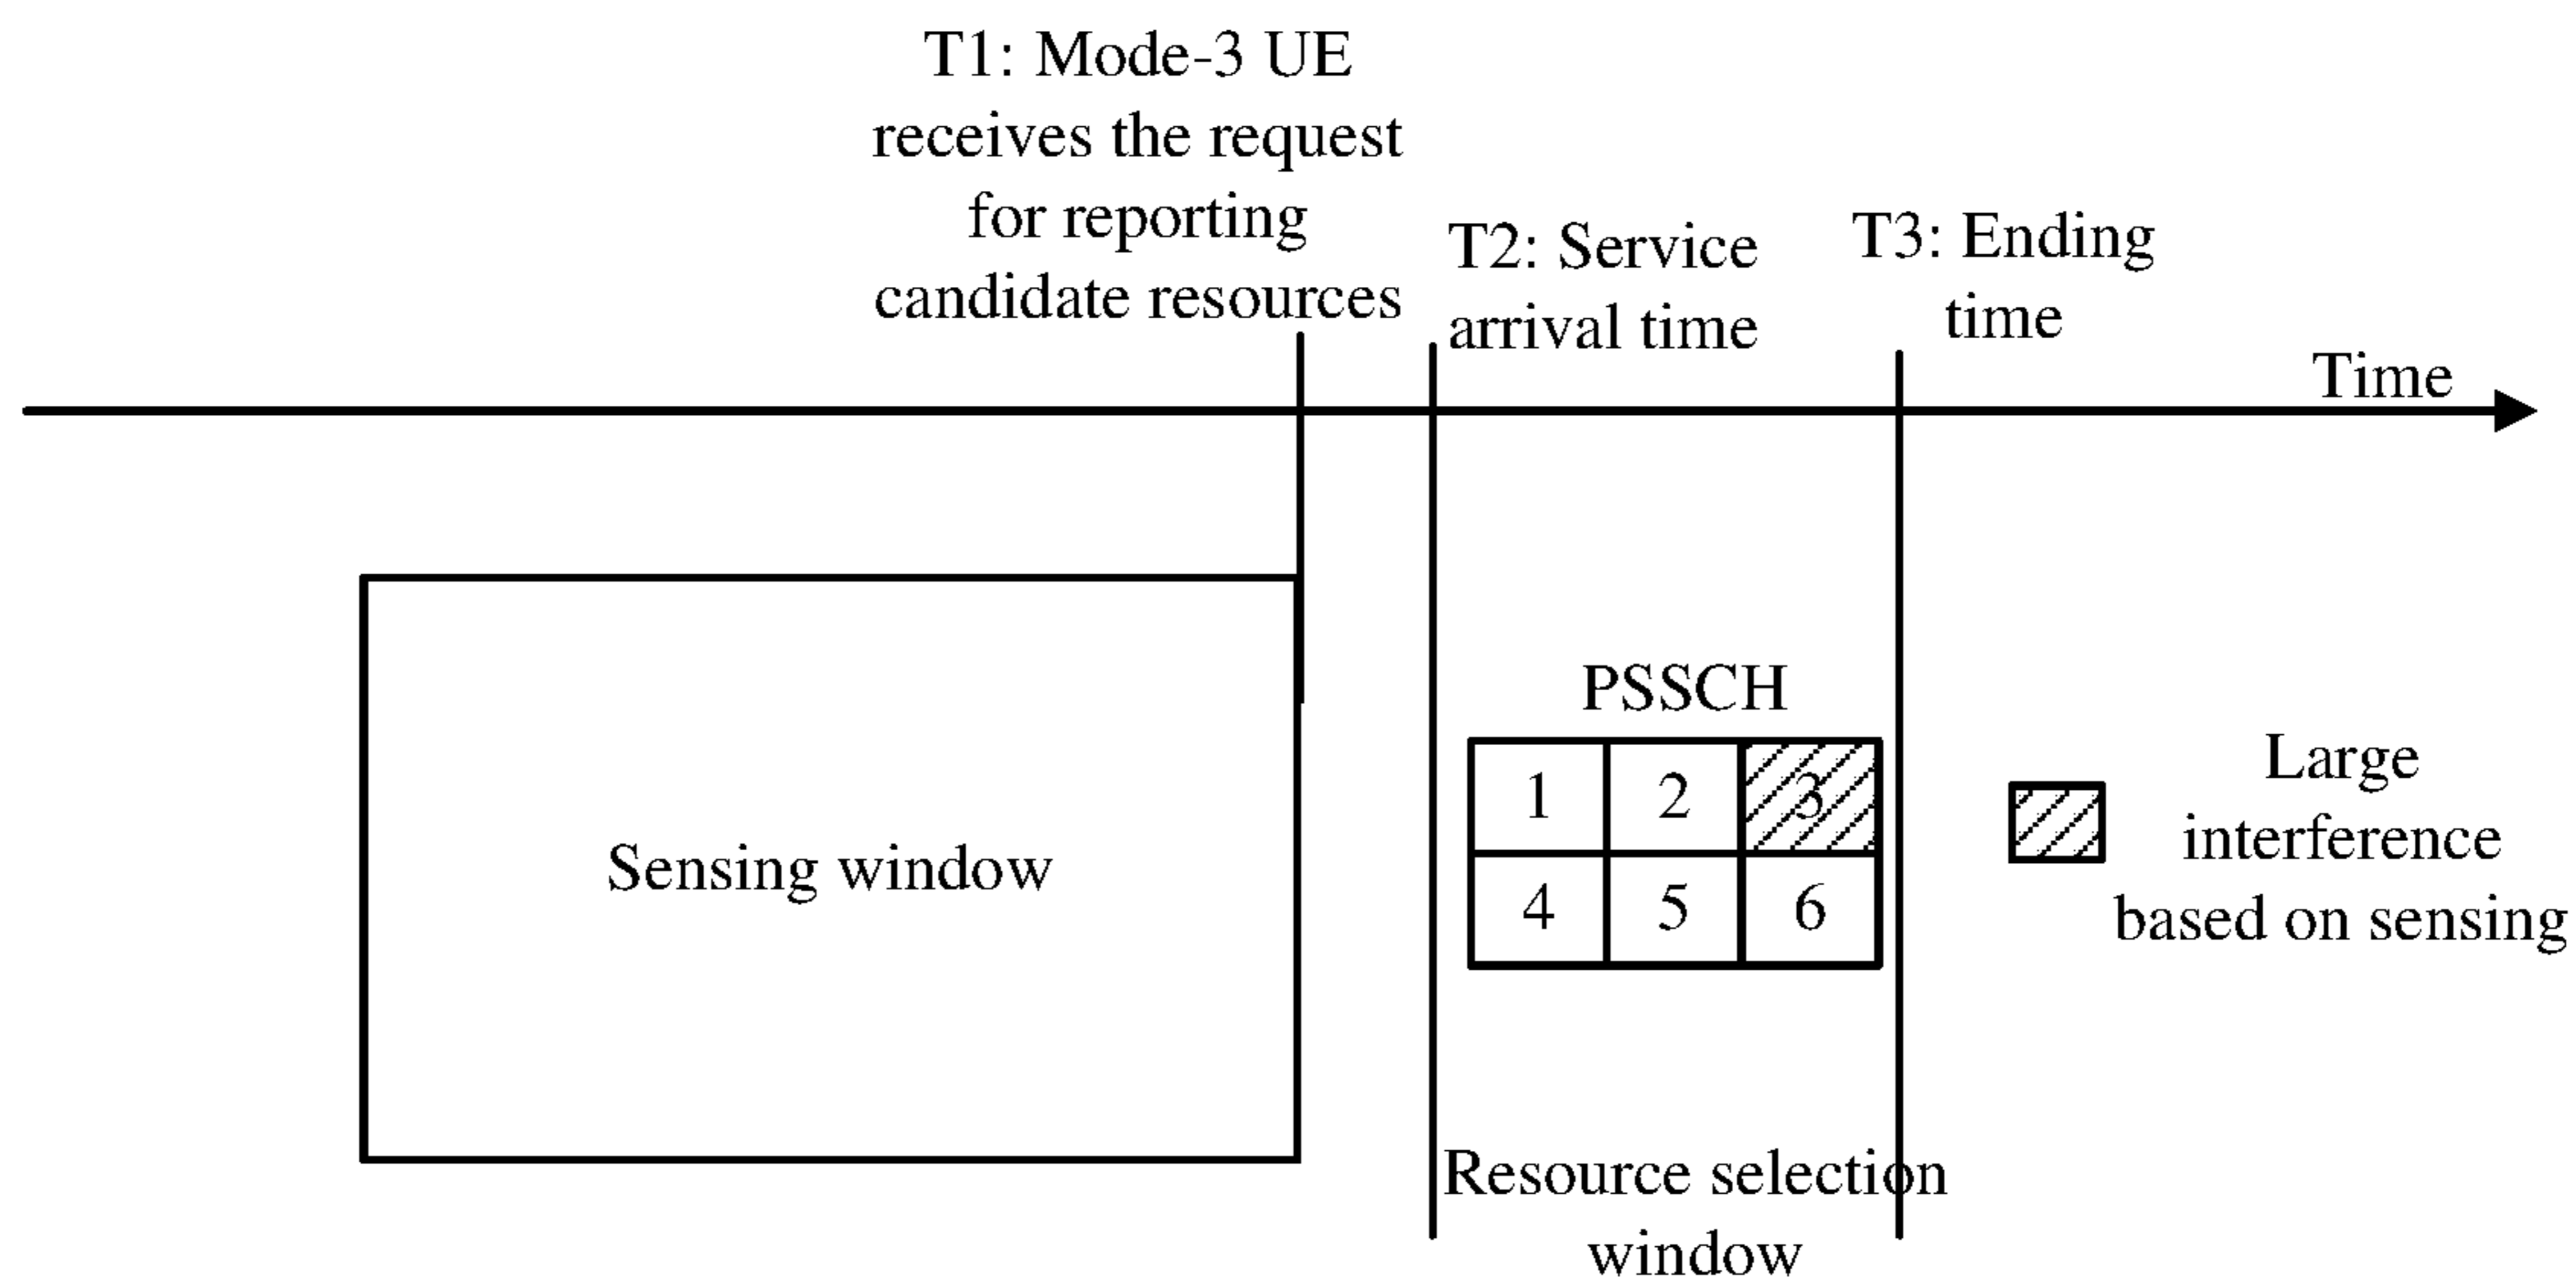 T1: Mode-3 UE
receives the request
for reporting
candidate resources
T2: Service
arrival time
T3: Ending
time
Time
Sensing window
PSSCH
1 2 3
4 5 6
Large
interference
based on sensing
Resource selection
window